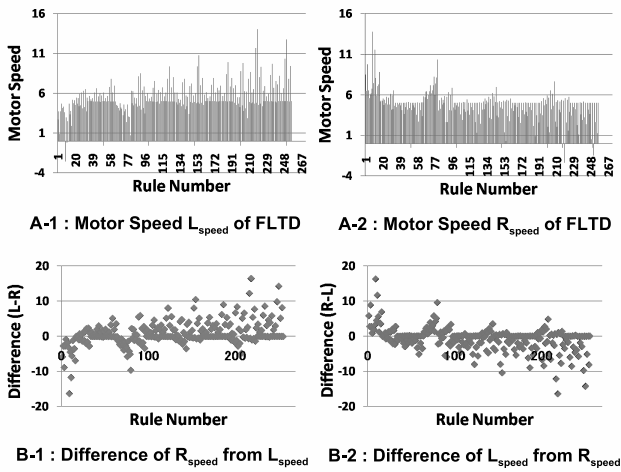 16
11
6
1
-4
Motor Speed
1 20 39 58 77 96 115 134 153 172 191 210 229 248 267
Rule Number
A-1 : Motor Speed Lspeed of FLTD
16
11
6
1
-4
Motor Speed
1 20 39 58 77 96 115 134 153 172 191 210 229 248 267
Rule Number
A-2 : Motor Speed Rspeed of FLTD
20
10
0
-10
-20
Difference (L-R)
0 100 200
Rule Number
B-1 : Difference of Rspeed from Lspeed
20
10
0
-10
-20
Difference (R-L)
0 100 200
Rule Number
B-2 : Difference of Lspeed from Rspeed